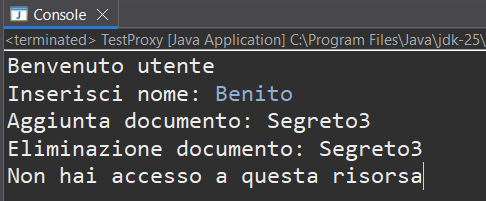 Console
<terminated> TestProxy [Java Application] C:\Program Files\Java\jdk-25\
Benvenuto utente
Inserisci nome: Benito
Aggiunta documento: Segreto3
Eliminazione documento: Segreto3
Non hai accesso a questa risorsa